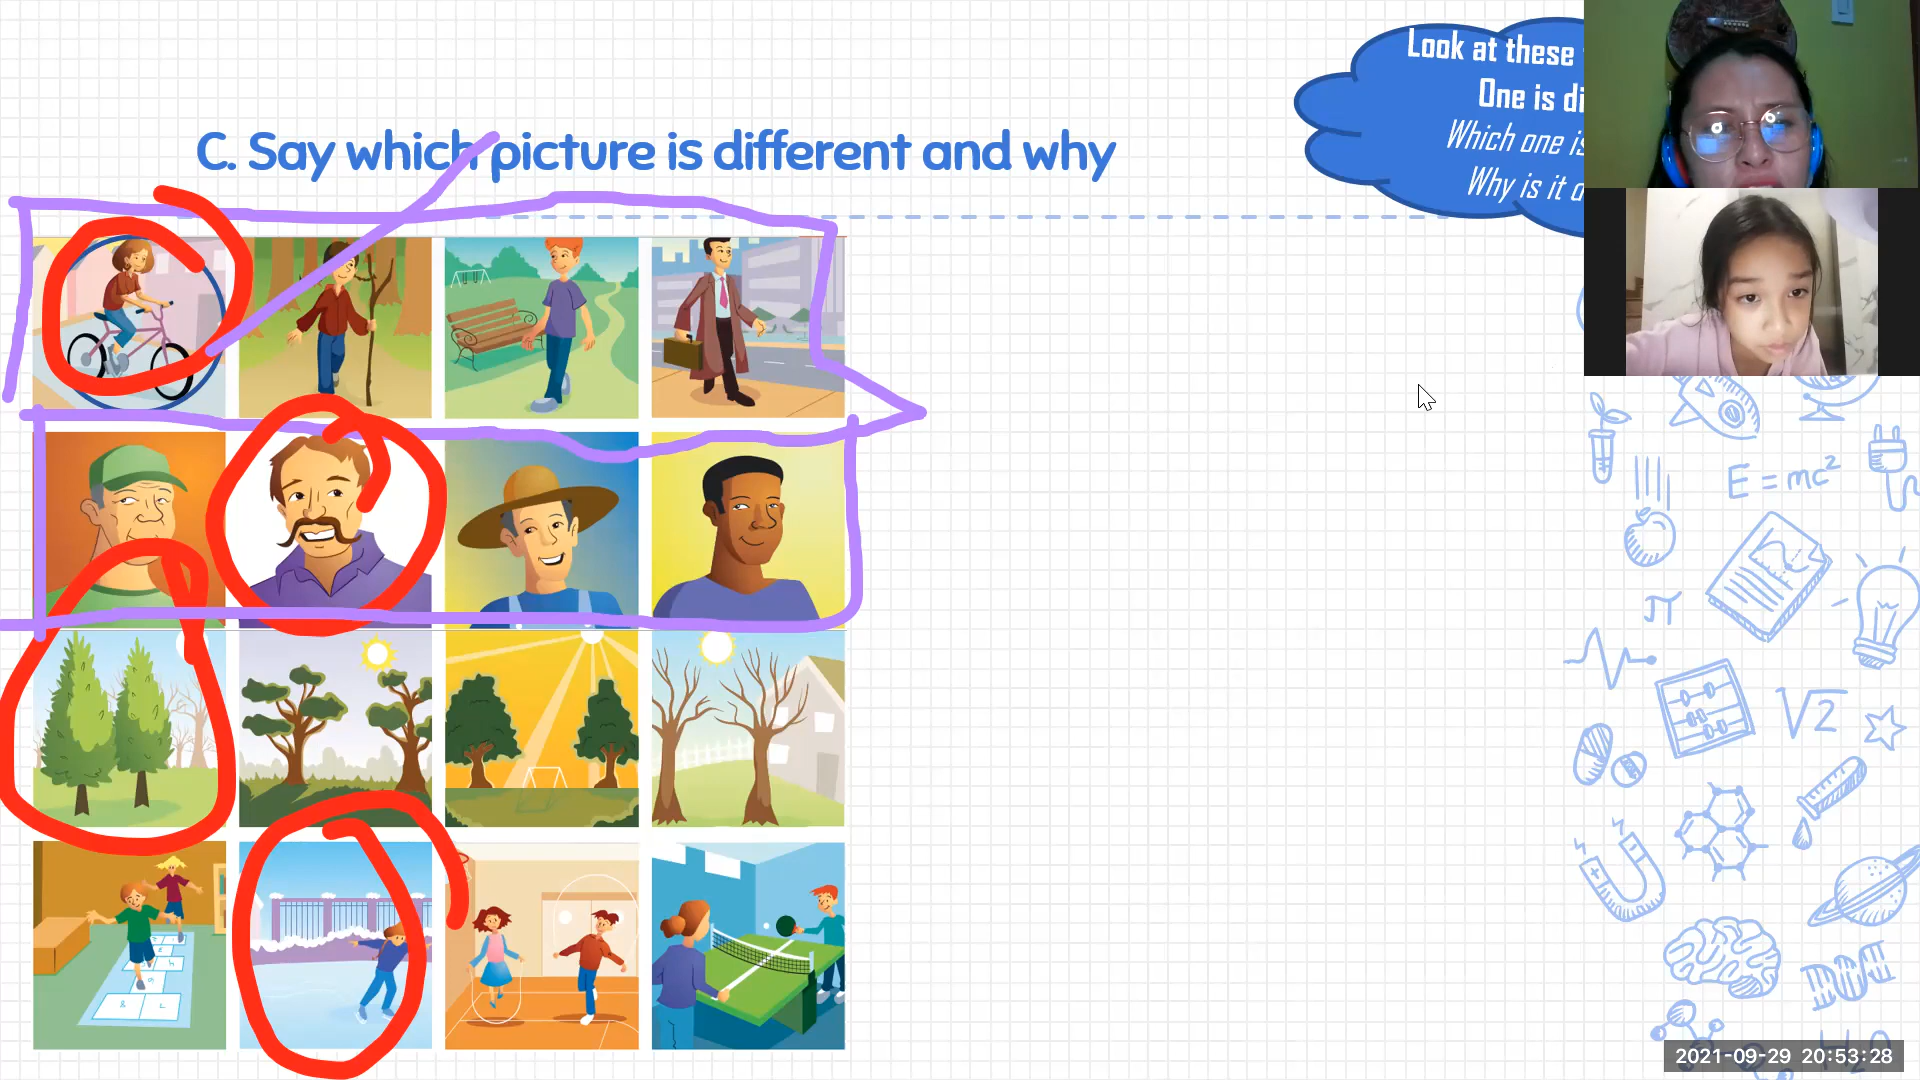 C. Say which picture is different and why
Look at these
One is di
Which one is
Why is it d
E = mc²
π
√2
H₂O
2021-09-29 20:53:28